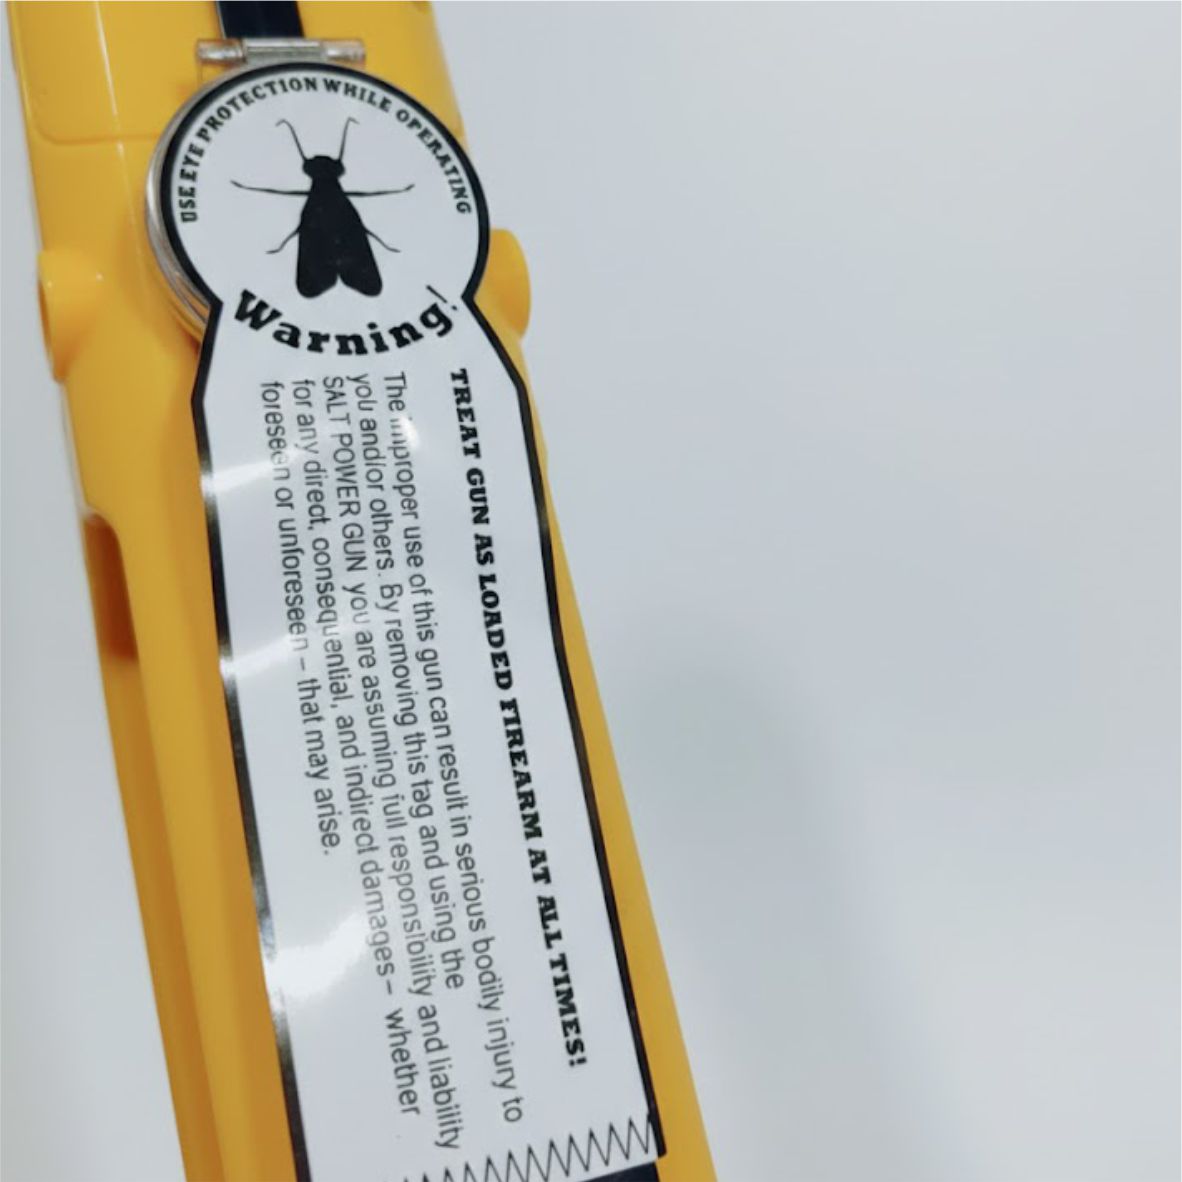 USE EYE PROTECTION WHILE OPERATING
Warning!
TREAT GUN AS LOADED FIREARM AT ALL TIMES!
The improper use of this gun can result in serious bodily injury to
you and/or others. By removing this tag and using the
SALT POWER GUN you are assuming full responsibility and liability
for any direct, consequential, and indirect damages – whether
foreseen or unforeseen – that may arise.